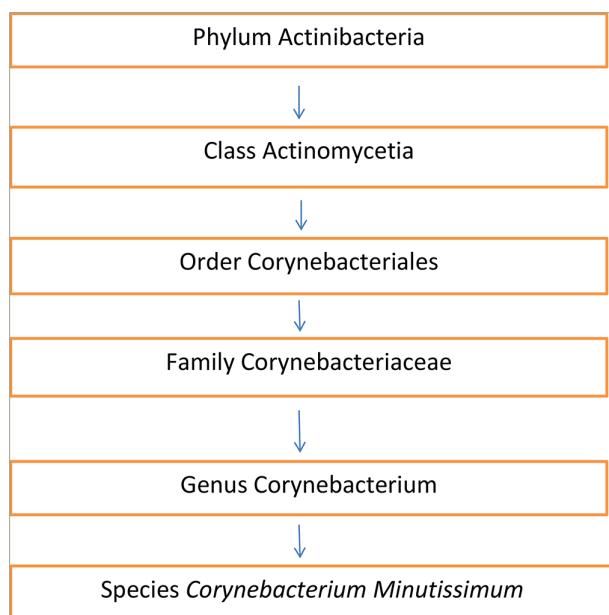 Phylum Actinibacteria
Class Actinomycetia
Order Corynebacteriales
Family Corynebacteriaceae
Genus Corynebacterium
Species Corynebacterium Minutissimum